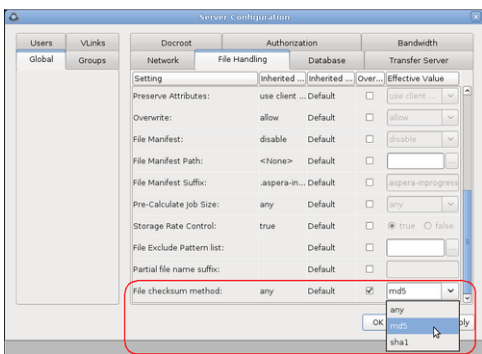 Server Configuration
Users VLinks Docroot Authorization Bandwidth
Global Groups Network File Handling Database Transfer Server
Setting Inherited ... Inherited ... Over... Effective Value
Preserve Attributes: use client ... Default use client ...
Overwrite: allow Default allow
File Manifest: disable Default disable
File Manifest Path: <None> Default ...
File Manifest Suffix: .aspera-in... Default .aspera-inprogress
Pre-Calculate Job Size: any Default any
Storage Rate Control: true Default true false
File Exclude Pattern list: Default ...
Partial file name suffix: Default
File checksum method: any Default md5
any
OK md5 ply
sha1